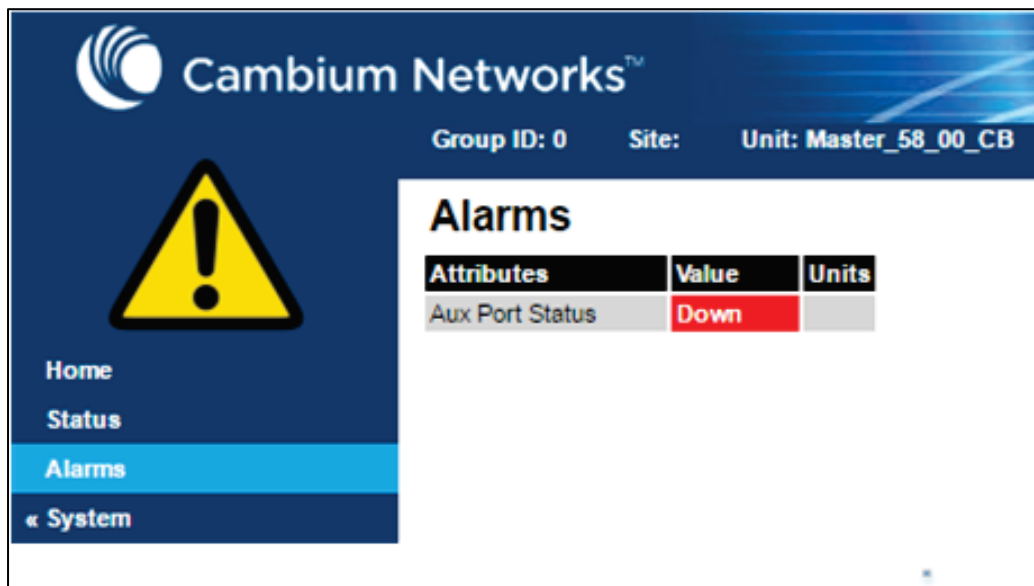 Cambium Networks™
Group ID: 0 Site: Unit: Master_58_00_CB
Alarms
Attributes Value Units
Aux Port Status Down
Home
Status
Alarms
« System